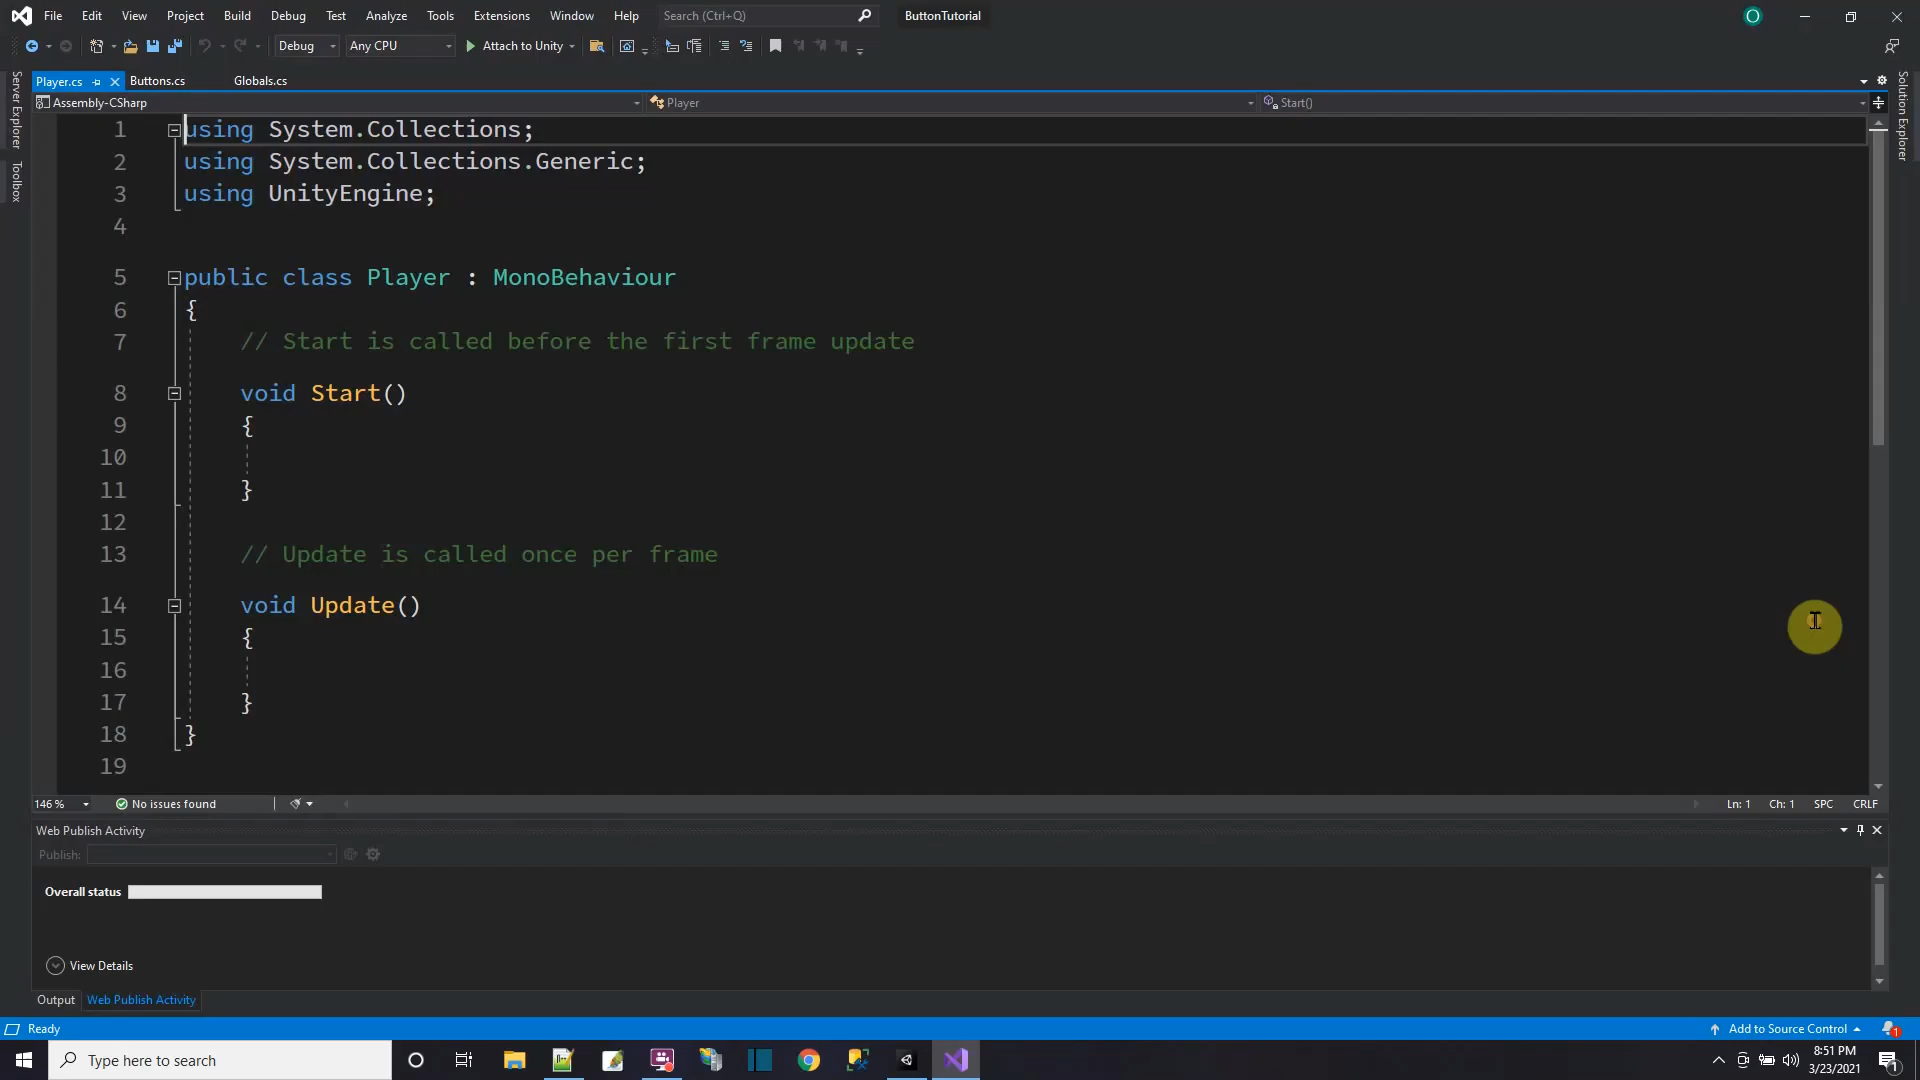 File Edit View Project Build Debug Test Analyze Tools Extensions Window Help Search (Ctrl+Q) ButtonTutorial O
Debug Any CPU Attach to Unity
Player.cs Buttons.cs Globals.cs
Assembly-CSharp Player Start()
Server Explorer
Toolbox
Solution Explorer
1 using System.Collections;
2 using System.Collections.Generic;
3 using UnityEngine;
4
5 public class Player : MonoBehaviour
6 {
7 // Start is called before the first frame update
8 void Start()
9 {
10
11 }
12
13 // Update is called once per frame
14 void Update()
15 {
16
17 }
18 }
19
146 % No issues found Ln: 1 Ch: 1 SPC CRLF
Web Publish Activity
Publish:
Overall status
View Details
Output Web Publish Activity
Ready Add to Source Control 1
Type here to search 8:51 PM
3/23/2021 1